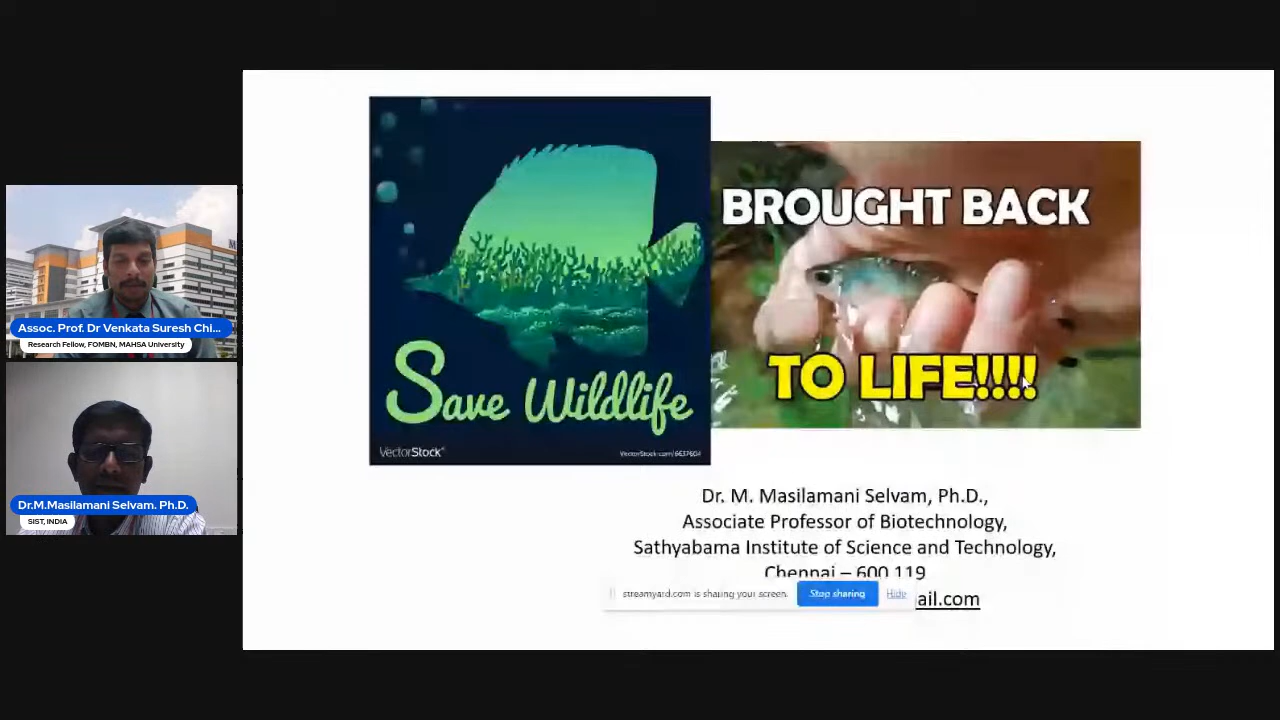 Assoc. Prof. Dr Venkata Suresh Chi...
Research Fellow, FOMBN, MAHSA University
Dr.M.Masilamani Selvam. Ph.D.
SIST, INDIA
Save Wildlife
VectorStock®
VectorStock.com/6637604
BROUGHT BACK
TO LIFE!!!!
Dr. M. Masilamani Selvam, Ph.D.,
Associate Professor of Biotechnology,
Sathyabama Institute of Science and Technology,
Chennai – 600 119
ail.com
streamyard.com is sharing your screen.
Stop sharing
Hide